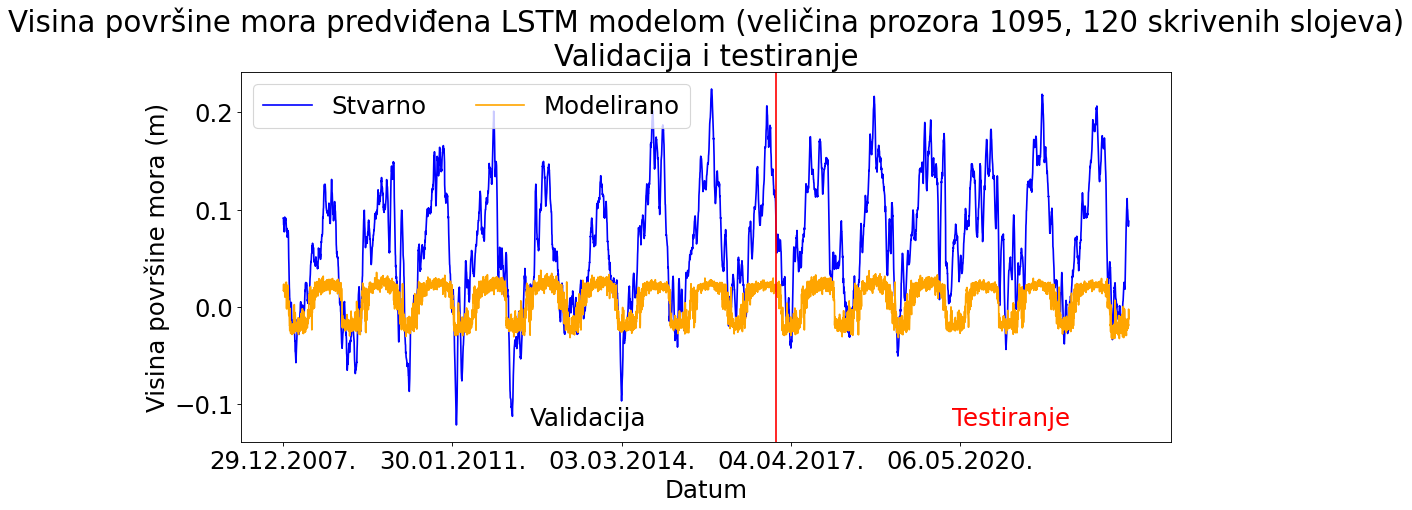 Visina površine mora predviđena LSTM modelom (veličina prozora 1095, 120 skrivenih slojeva)
Validacija i testiranje
Stvarno
Modelirano
Visina površine mora (m)
0.2
0.1
0.0
−0.1
Validacija
Testiranje
29.12.2007.
30.01.2011.
03.03.2014.
04.04.2017.
06.05.2020.
Datum